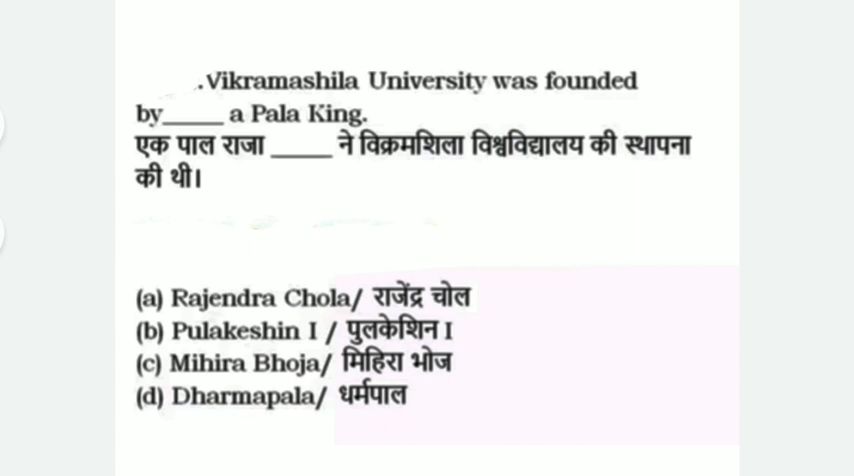 .Vikramashila University was founded
by_____ a Pala King.
एक पाल राजा _____ ने विक्रमशिला विश्वविद्यालय की स्थापना
की थी।
(a) Rajendra Chola/ राजेंद्र चोल
(b) Pulakeshin I / पुलकेशिन I
(c) Mihira Bhoja/ मिहिरा भोज
(d) Dharmapala/ धर्मपाल